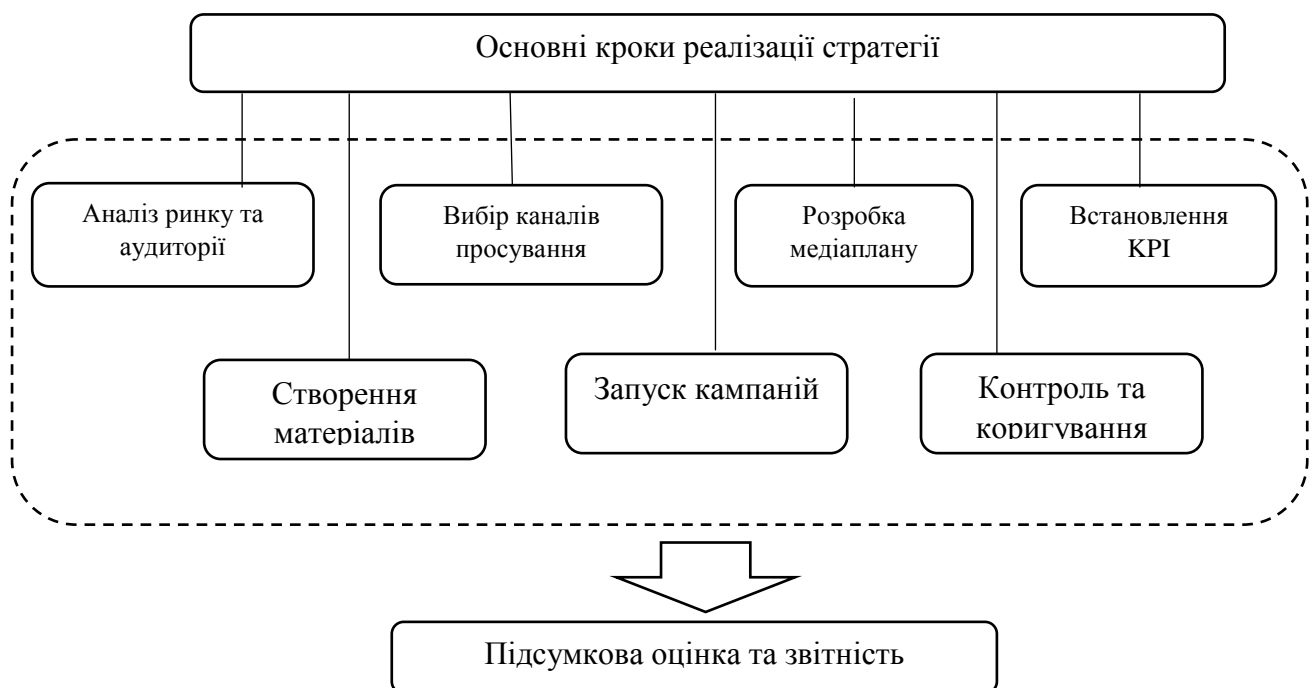 Основні кроки реалізації стратегії
Аналіз ринку та
аудиторії
Вибір каналів
просування
Розробка
медіаплану
Встановлення
KPI
Створення
матеріалів
Запуск кампаній
Контроль та
коригування
Підсумкова оцінка та звітність